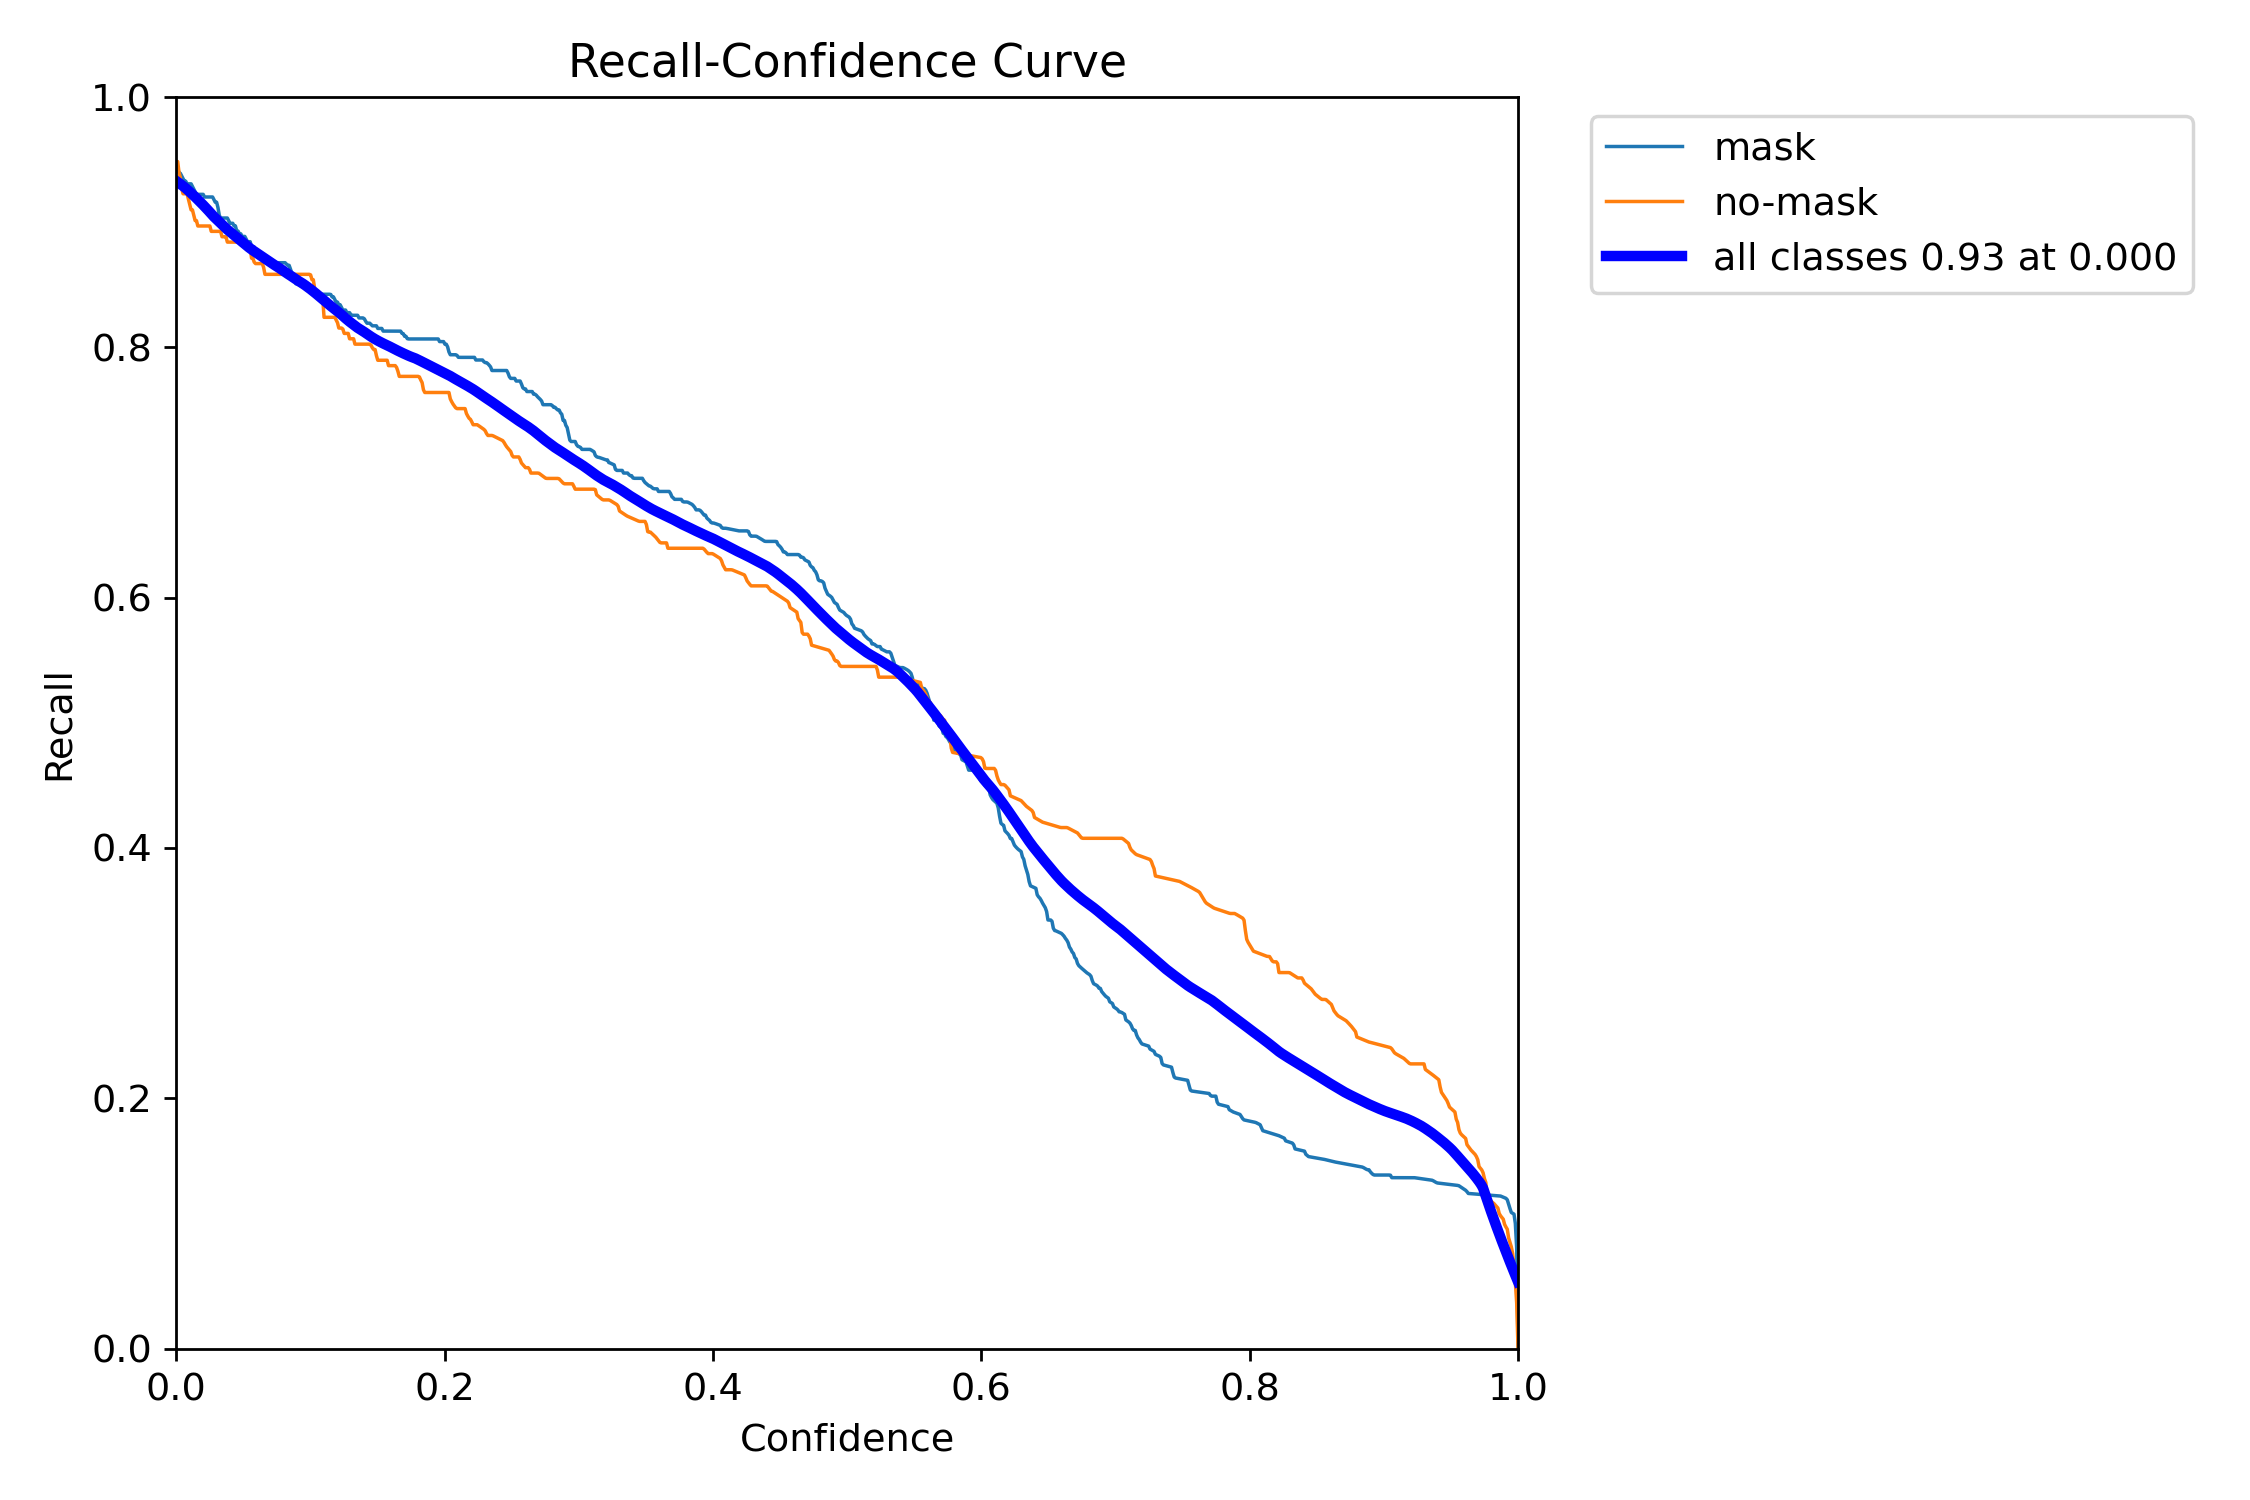 Recall-Confidence Curve
1.0
0.8
0.6
0.4
0.2
0.0
Recall
0.0 0.2 0.4 0.6 0.8 1.0
Confidence
mask
no-mask
all classes 0.93 at 0.000